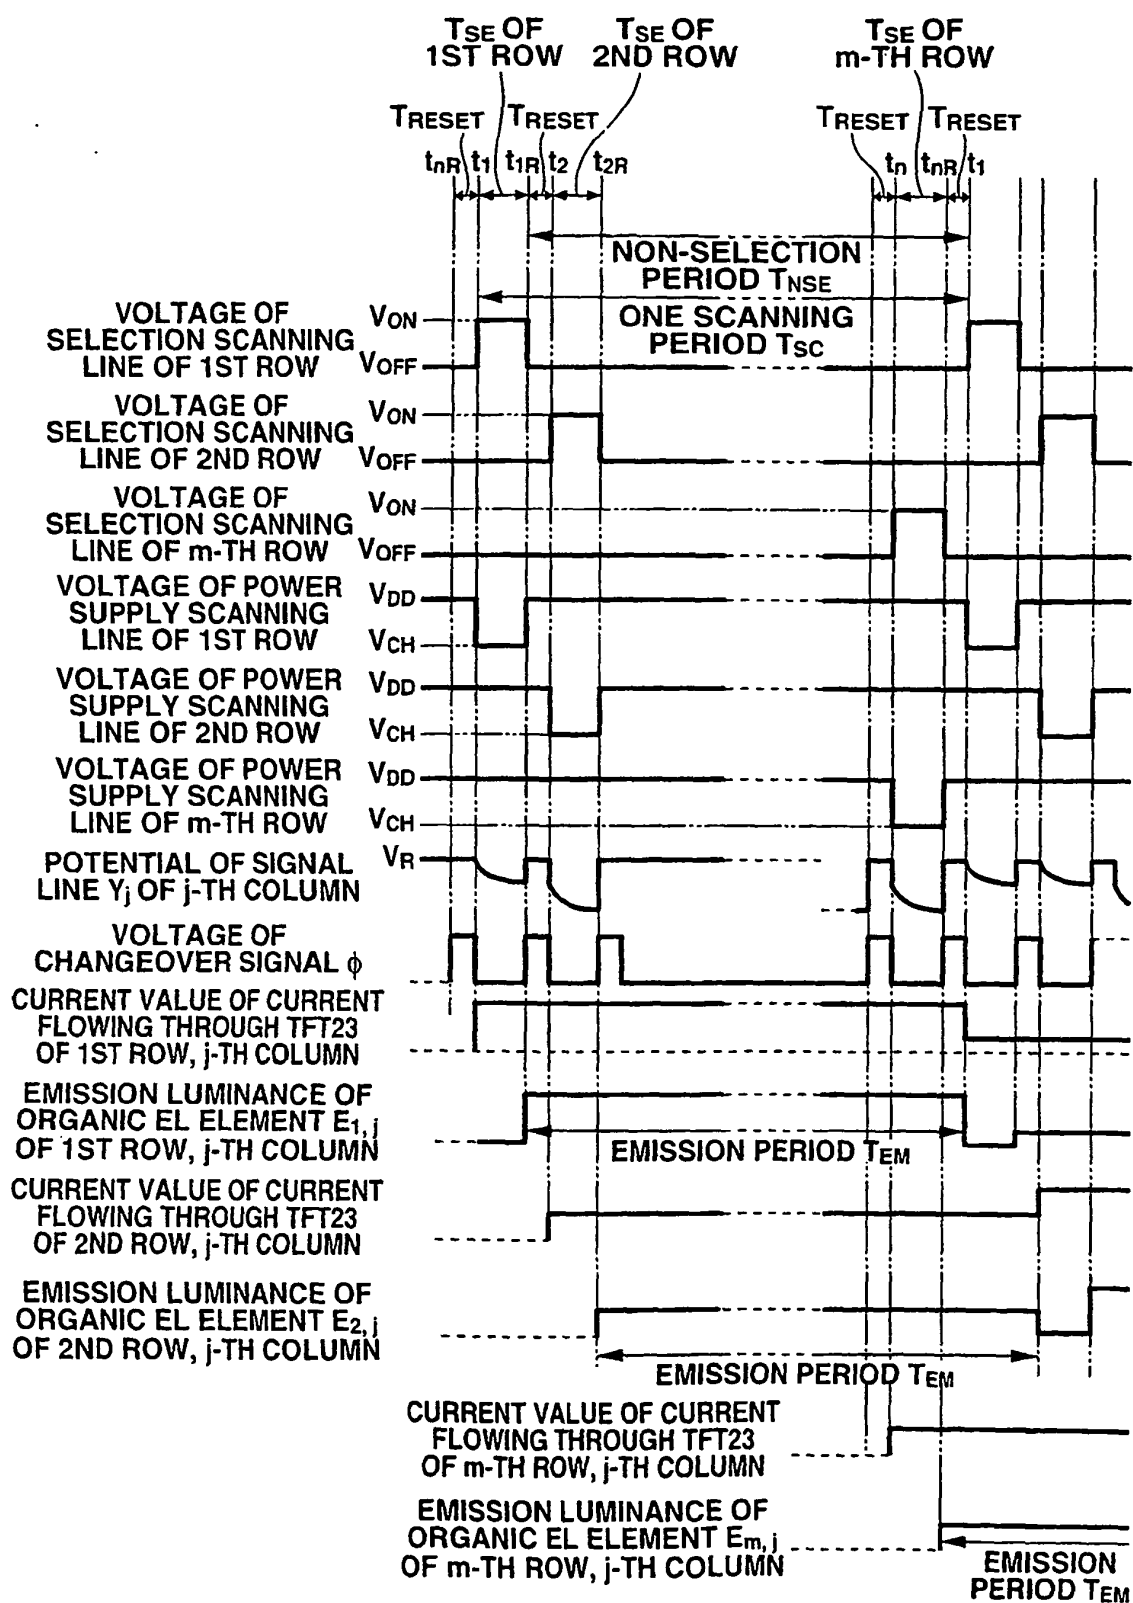 TSE OF
1ST ROW
TSE OF
2ND ROW
TSE OF
m-TH ROW
TRESET
TRESET
TRESET
TRESET
tnR
t1
t1R
t2
t2R
tn
tnR
t1
NON-SELECTION
PERIOD TNSE
ONE SCANNING
PERIOD TSC
VOLTAGE OF
SELECTION SCANNING
LINE OF 1ST ROW
VON
VOFF
VOLTAGE OF
SELECTION SCANNING
LINE OF 2ND ROW
VON
VOFF
VOLTAGE OF
SELECTION SCANNING
LINE OF m-TH ROW
VON
VOFF
VOLTAGE OF POWER
SUPPLY SCANNING
LINE OF 1ST ROW
VDD
VCH
VOLTAGE OF POWER
SUPPLY SCANNING
LINE OF 2ND ROW
VDD
VCH
VOLTAGE OF POWER
SUPPLY SCANNING
LINE OF m-TH ROW
VDD
VCH
POTENTIAL OF SIGNAL
LINE Yj OF j-TH COLUMN
VR
VOLTAGE OF
CHANGEOVER SIGNAL ϕ
CURRENT VALUE OF CURRENT
FLOWING THROUGH TFT23
OF 1ST ROW, j-TH COLUMN
EMISSION LUMINANCE OF
ORGANIC EL ELEMENT E1, j
OF 1ST ROW, j-TH COLUMN
EMISSION PERIOD TEM
CURRENT VALUE OF CURRENT
FLOWING THROUGH TFT23
OF 2ND ROW, j-TH COLUMN
EMISSION LUMINANCE OF
ORGANIC EL ELEMENT E2, j
OF 2ND ROW, j-TH COLUMN
EMISSION PERIOD TEM
CURRENT VALUE OF CURRENT
FLOWING THROUGH TFT23
OF m-TH ROW, j-TH COLUMN
EMISSION LUMINANCE OF
ORGANIC EL ELEMENT Em, j
OF m-TH ROW, j-TH COLUMN
EMISSION
PERIOD TEM